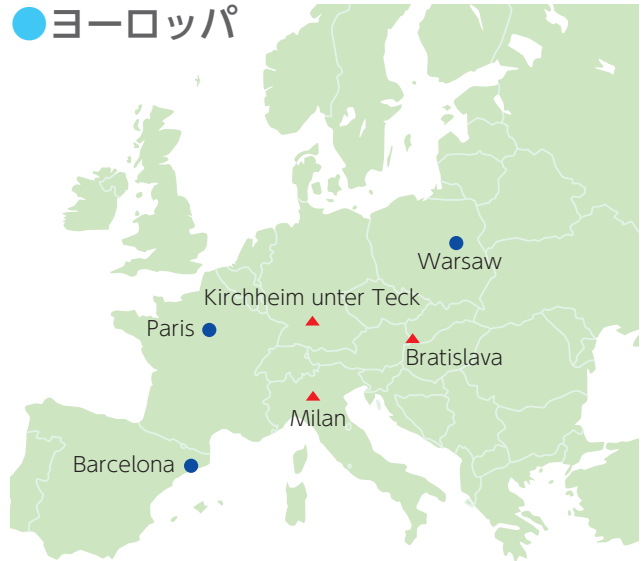 ヨーロッパ
Warsaw
Kirchheim unter Teck
Paris
Bratislava
Milan
Barcelona